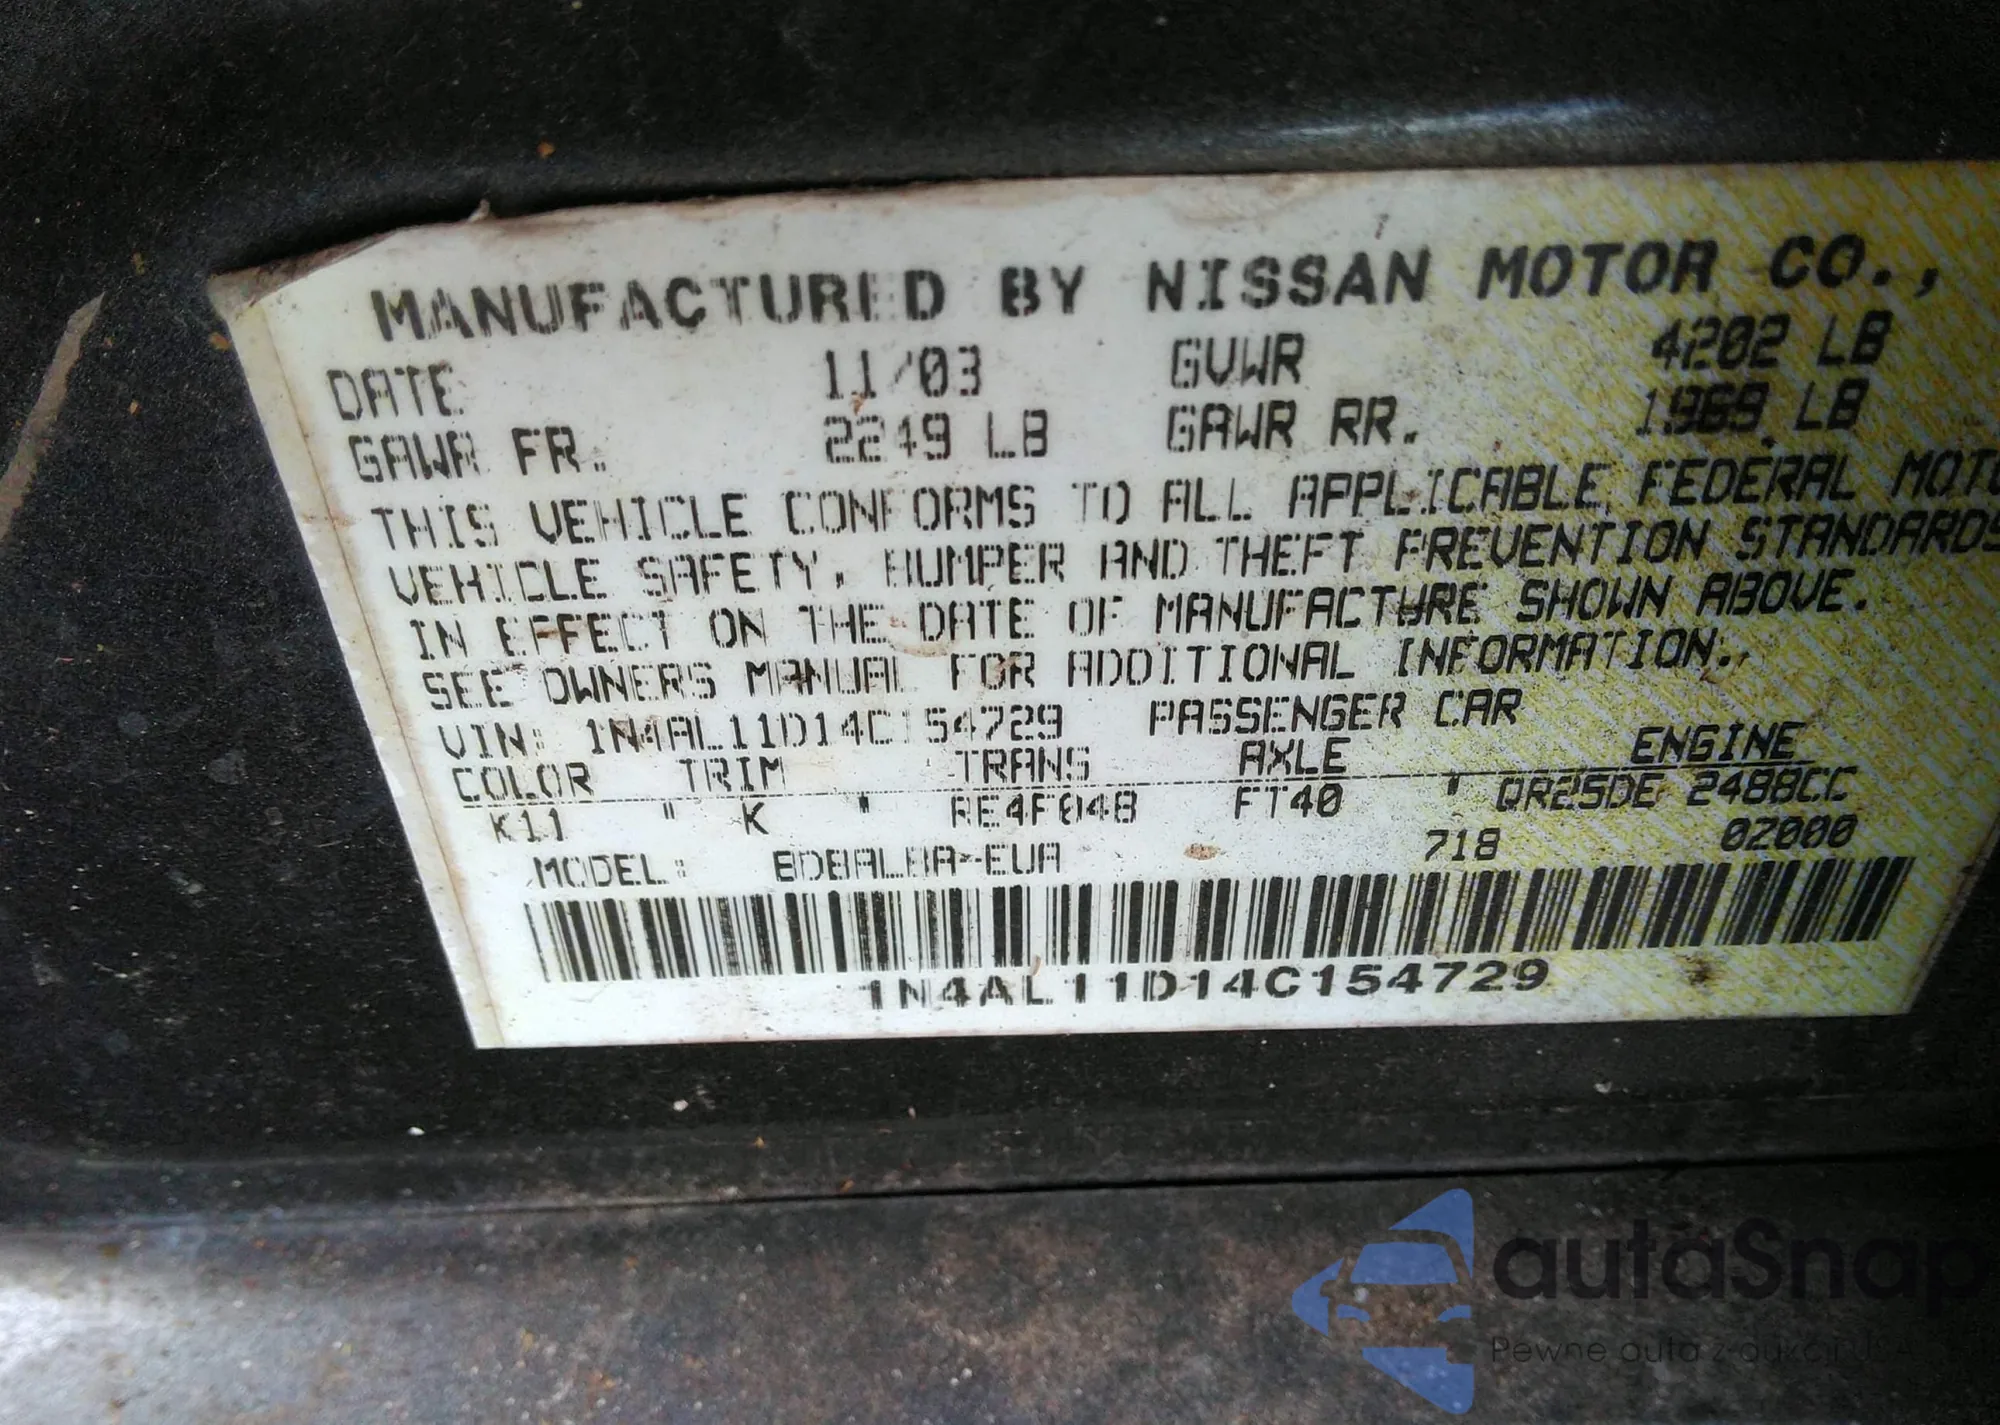 MANUFACTURED BY NISSAN MOTOR CO.,
DATE 11/03 GVWR 4202 LB
GAWR FR. 2249 LB GAWR RR. 1969 LB
THIS VEHICLE CONFORMS TO ALL APPLICABLE FEDERAL MOTO
VEHICLE SAFETY, BUMPER AND THEFT PREVENTION STANDARDS
IN EFFECT ON THE DATE OF MANUFACTURE SHOWN ABOVE.
SEE OWNERS MANUAL FOR ADDITIONAL INFORMATION.
VIN: 1N4AL11D14C154729 PASSENGER CAR
COLOR TRIM TRANS AXLE ENGINE
K11 " K " RE4F04B FT40 " QR25DE 2488CC
MODEL: BDBALBA-EUA 718 02000
1N4AL11D14C154729
autaSnap
Pewne auta z aukcji